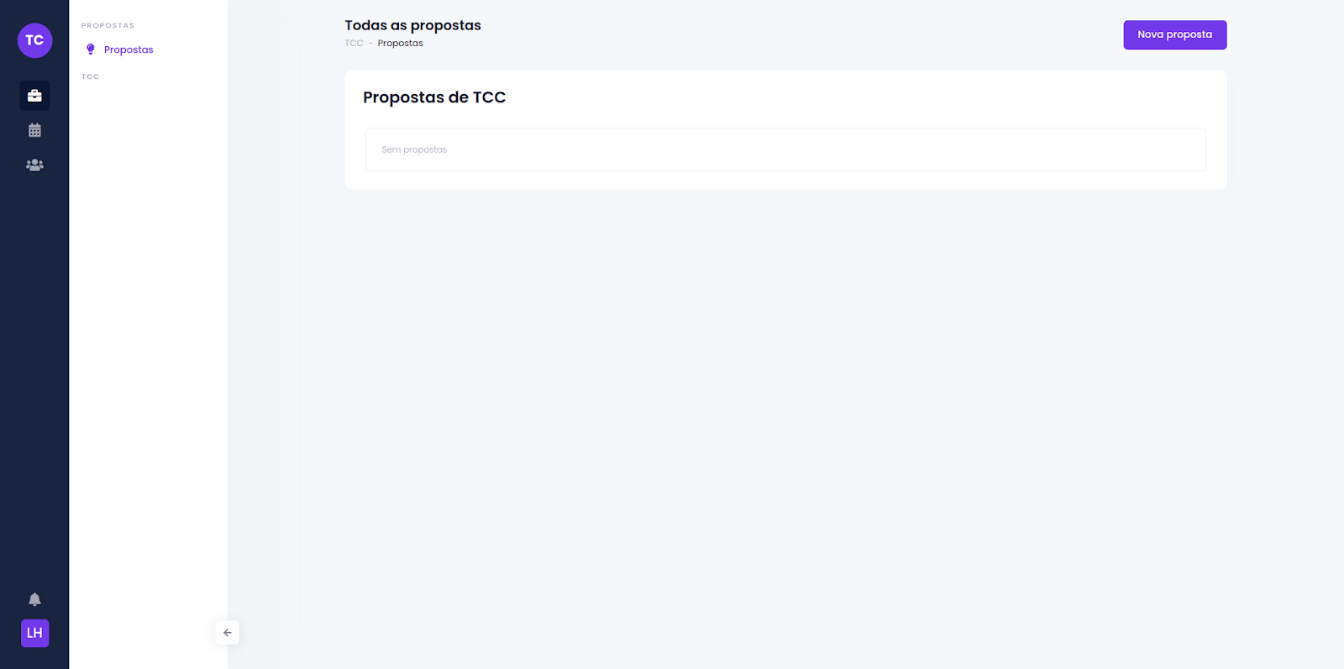 TC
PROPOSTAS
Propostas
TCC
LH
Todas as propostas
TCC - Propostas
Nova proposta
Propostas de TCC
Sem propostas